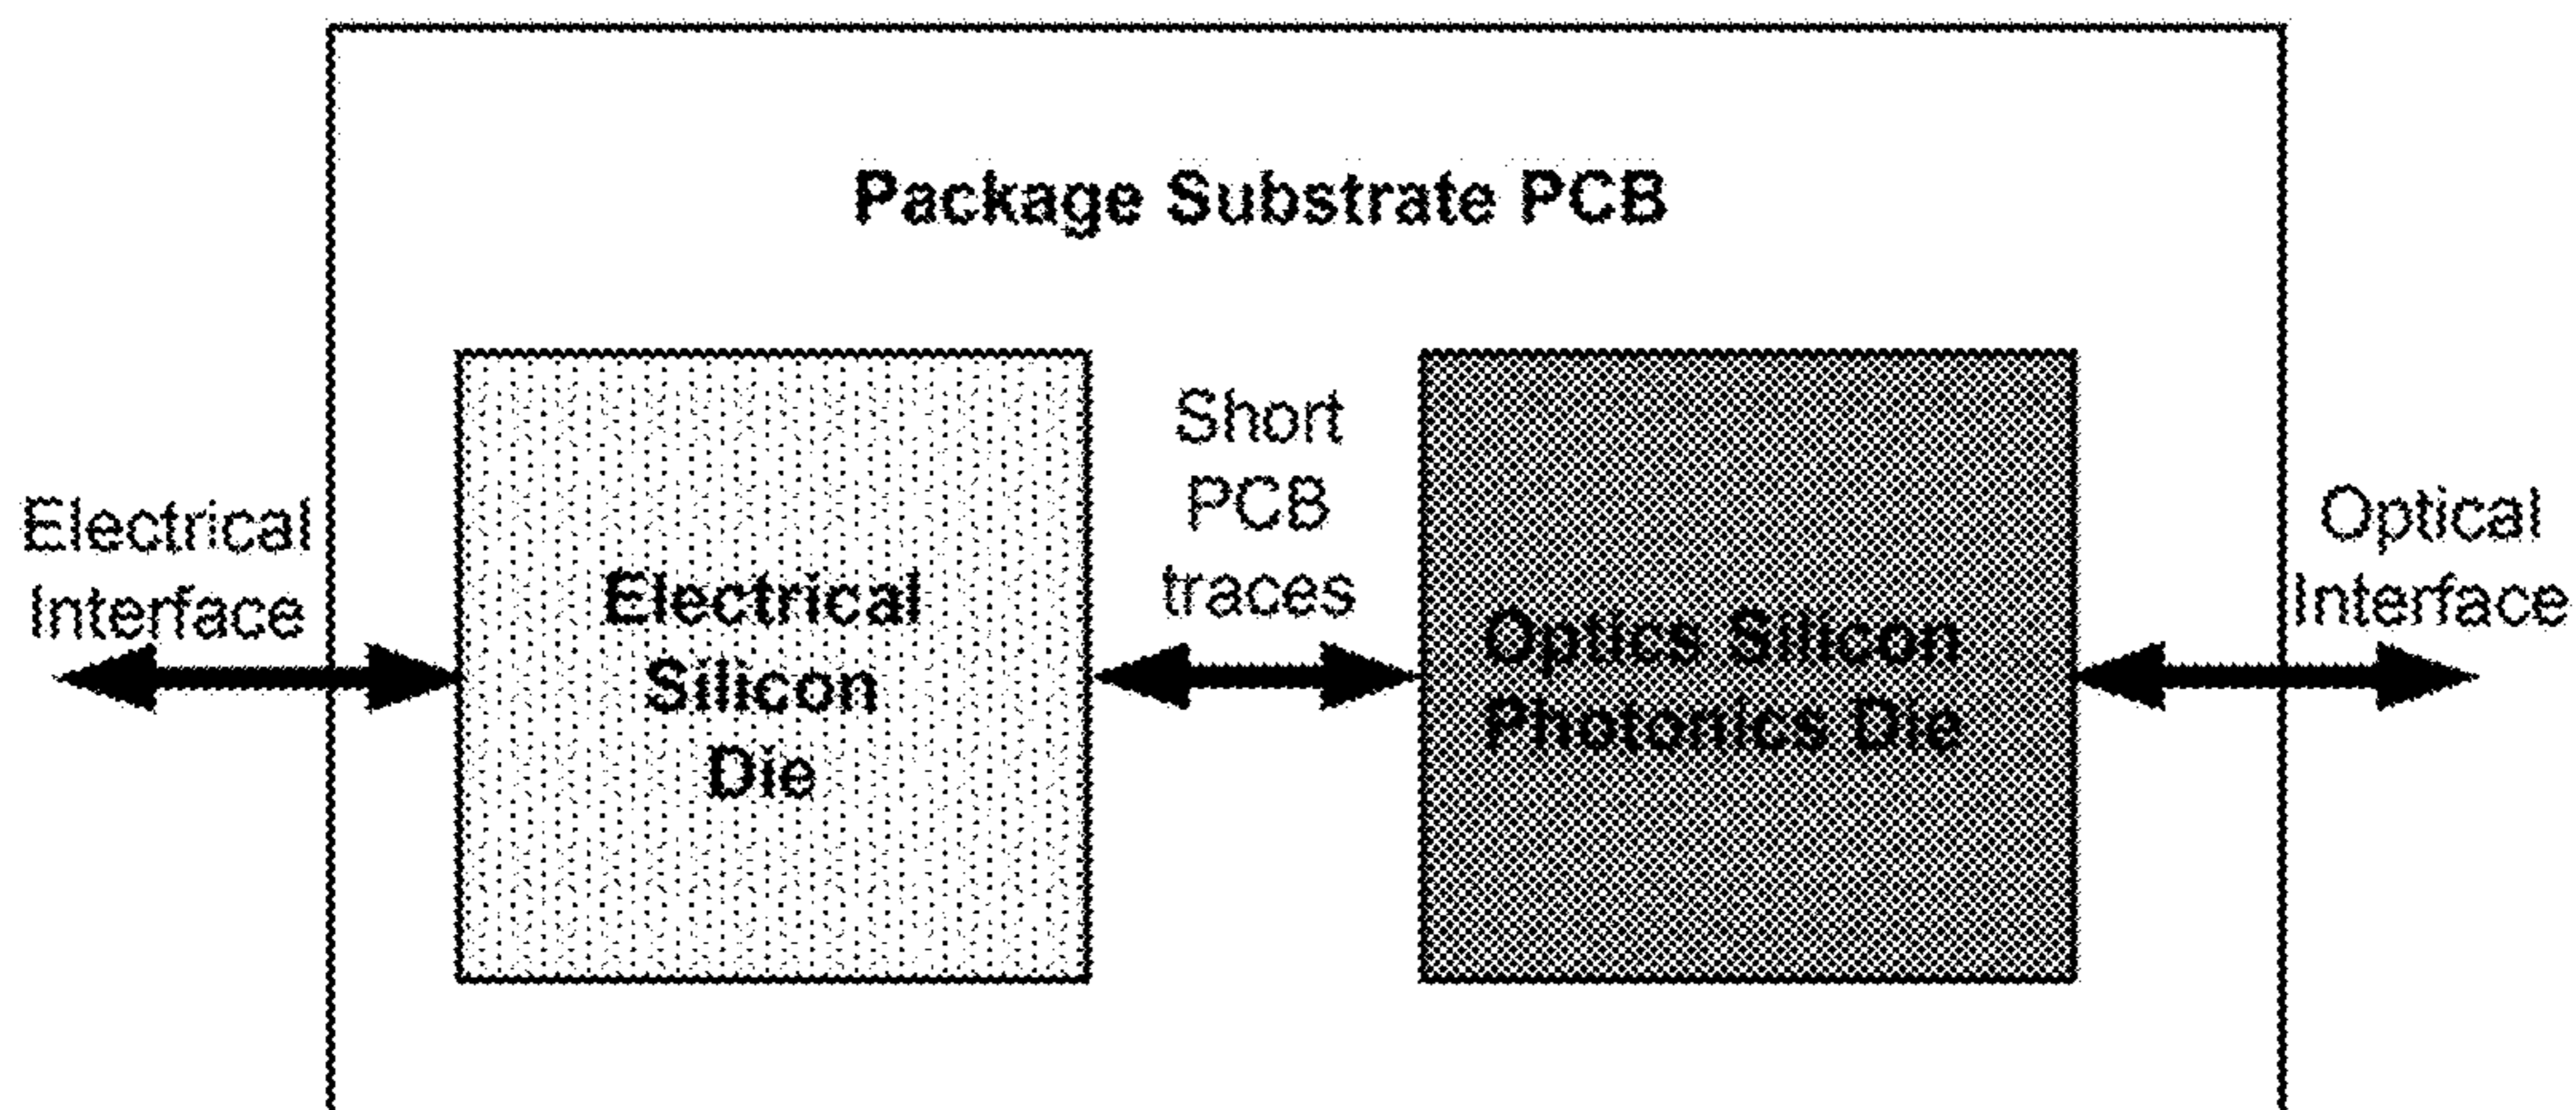 Package Substrate PCB
Electrical
Interface
Electrical
Silicon
Die
Short
PCB
traces
Optics Silicon
Photonics Die
Optical
Interface